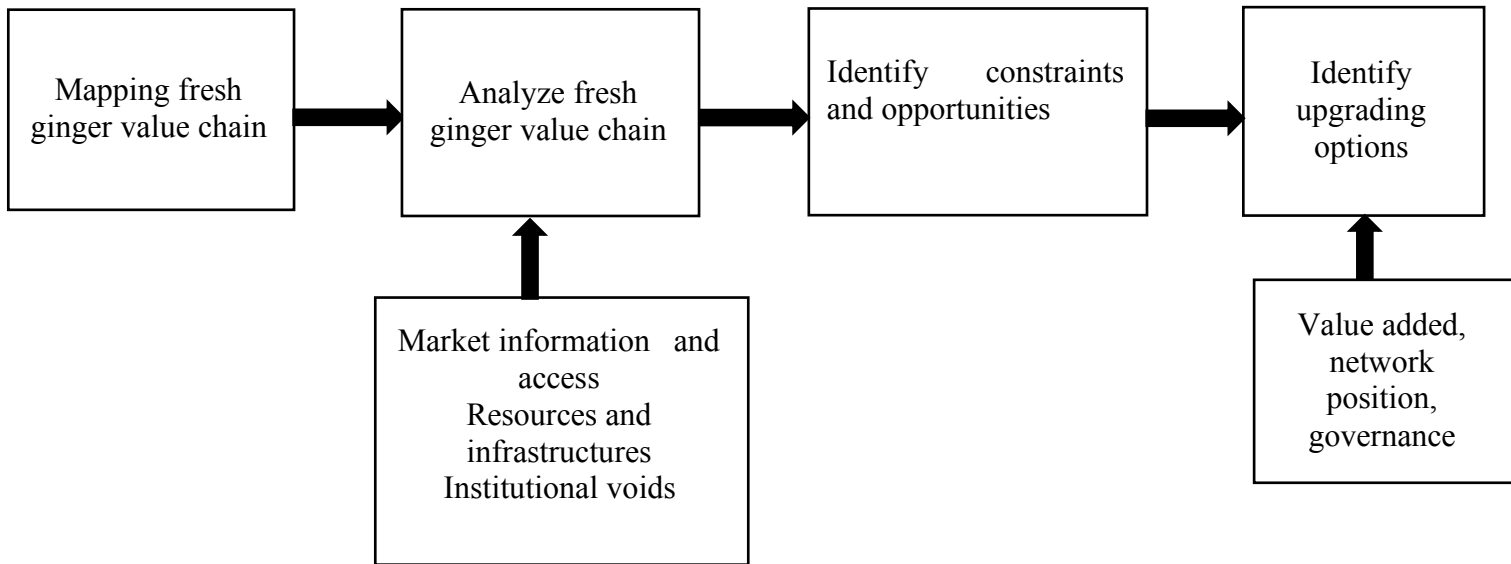 Mapping fresh
ginger value chain
Analyze fresh
ginger value chain
Identify constraints
and opportunities
Identify
upgrading
options
Market information and
access
Resources and
infrastructures
Institutional voids
Value added,
network
position,
governance